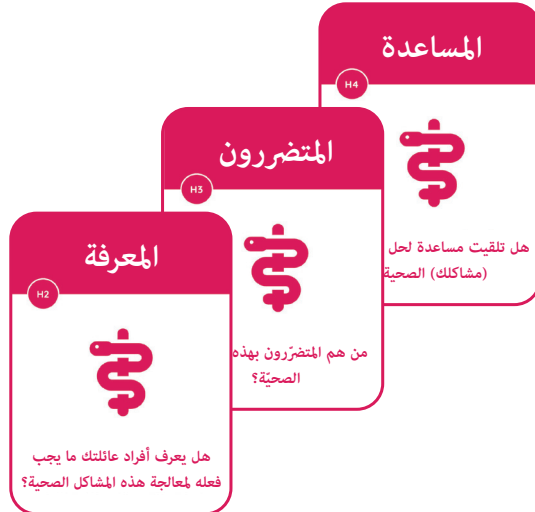 المساعدة
H4
هل تلقيت مساعدة لحل
(مشاكلك) الصحية
المتضررون
H3
من هم المتضرّرون بهذه
الصحيّة؟
المعرفة
H2
هل يعرف أفراد عائلتك ما يجب
فعله لمعالجة هذه المشاكل الصحية؟